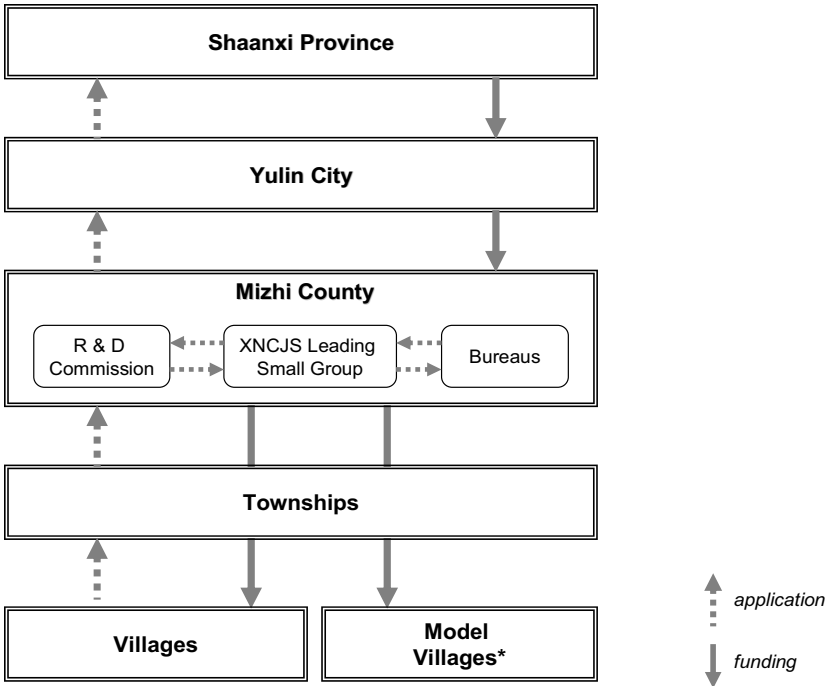 Shaanxi Province
Yulin City
Mizhi County
R & D
Commission
XNCJS Leading
Small Group
Bureaus
Townships
Villages
Model
Villages*
application
funding